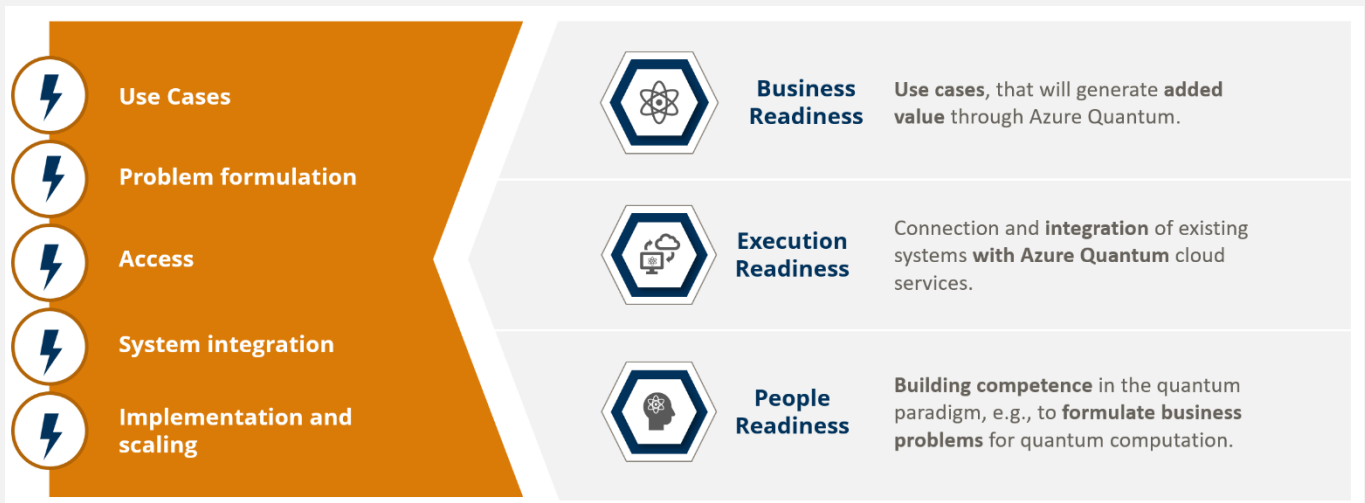 Use Cases
Problem formulation
Access
System integration
Implementation and
scaling
Business
Readiness
Use cases, that will generate added
value through Azure Quantum.
Execution
Readiness
Connection and integration of existing
systems with Azure Quantum cloud
services.
People
Readiness
Building competence in the quantum
paradigm, e.g., to formulate business
problems for quantum computation.